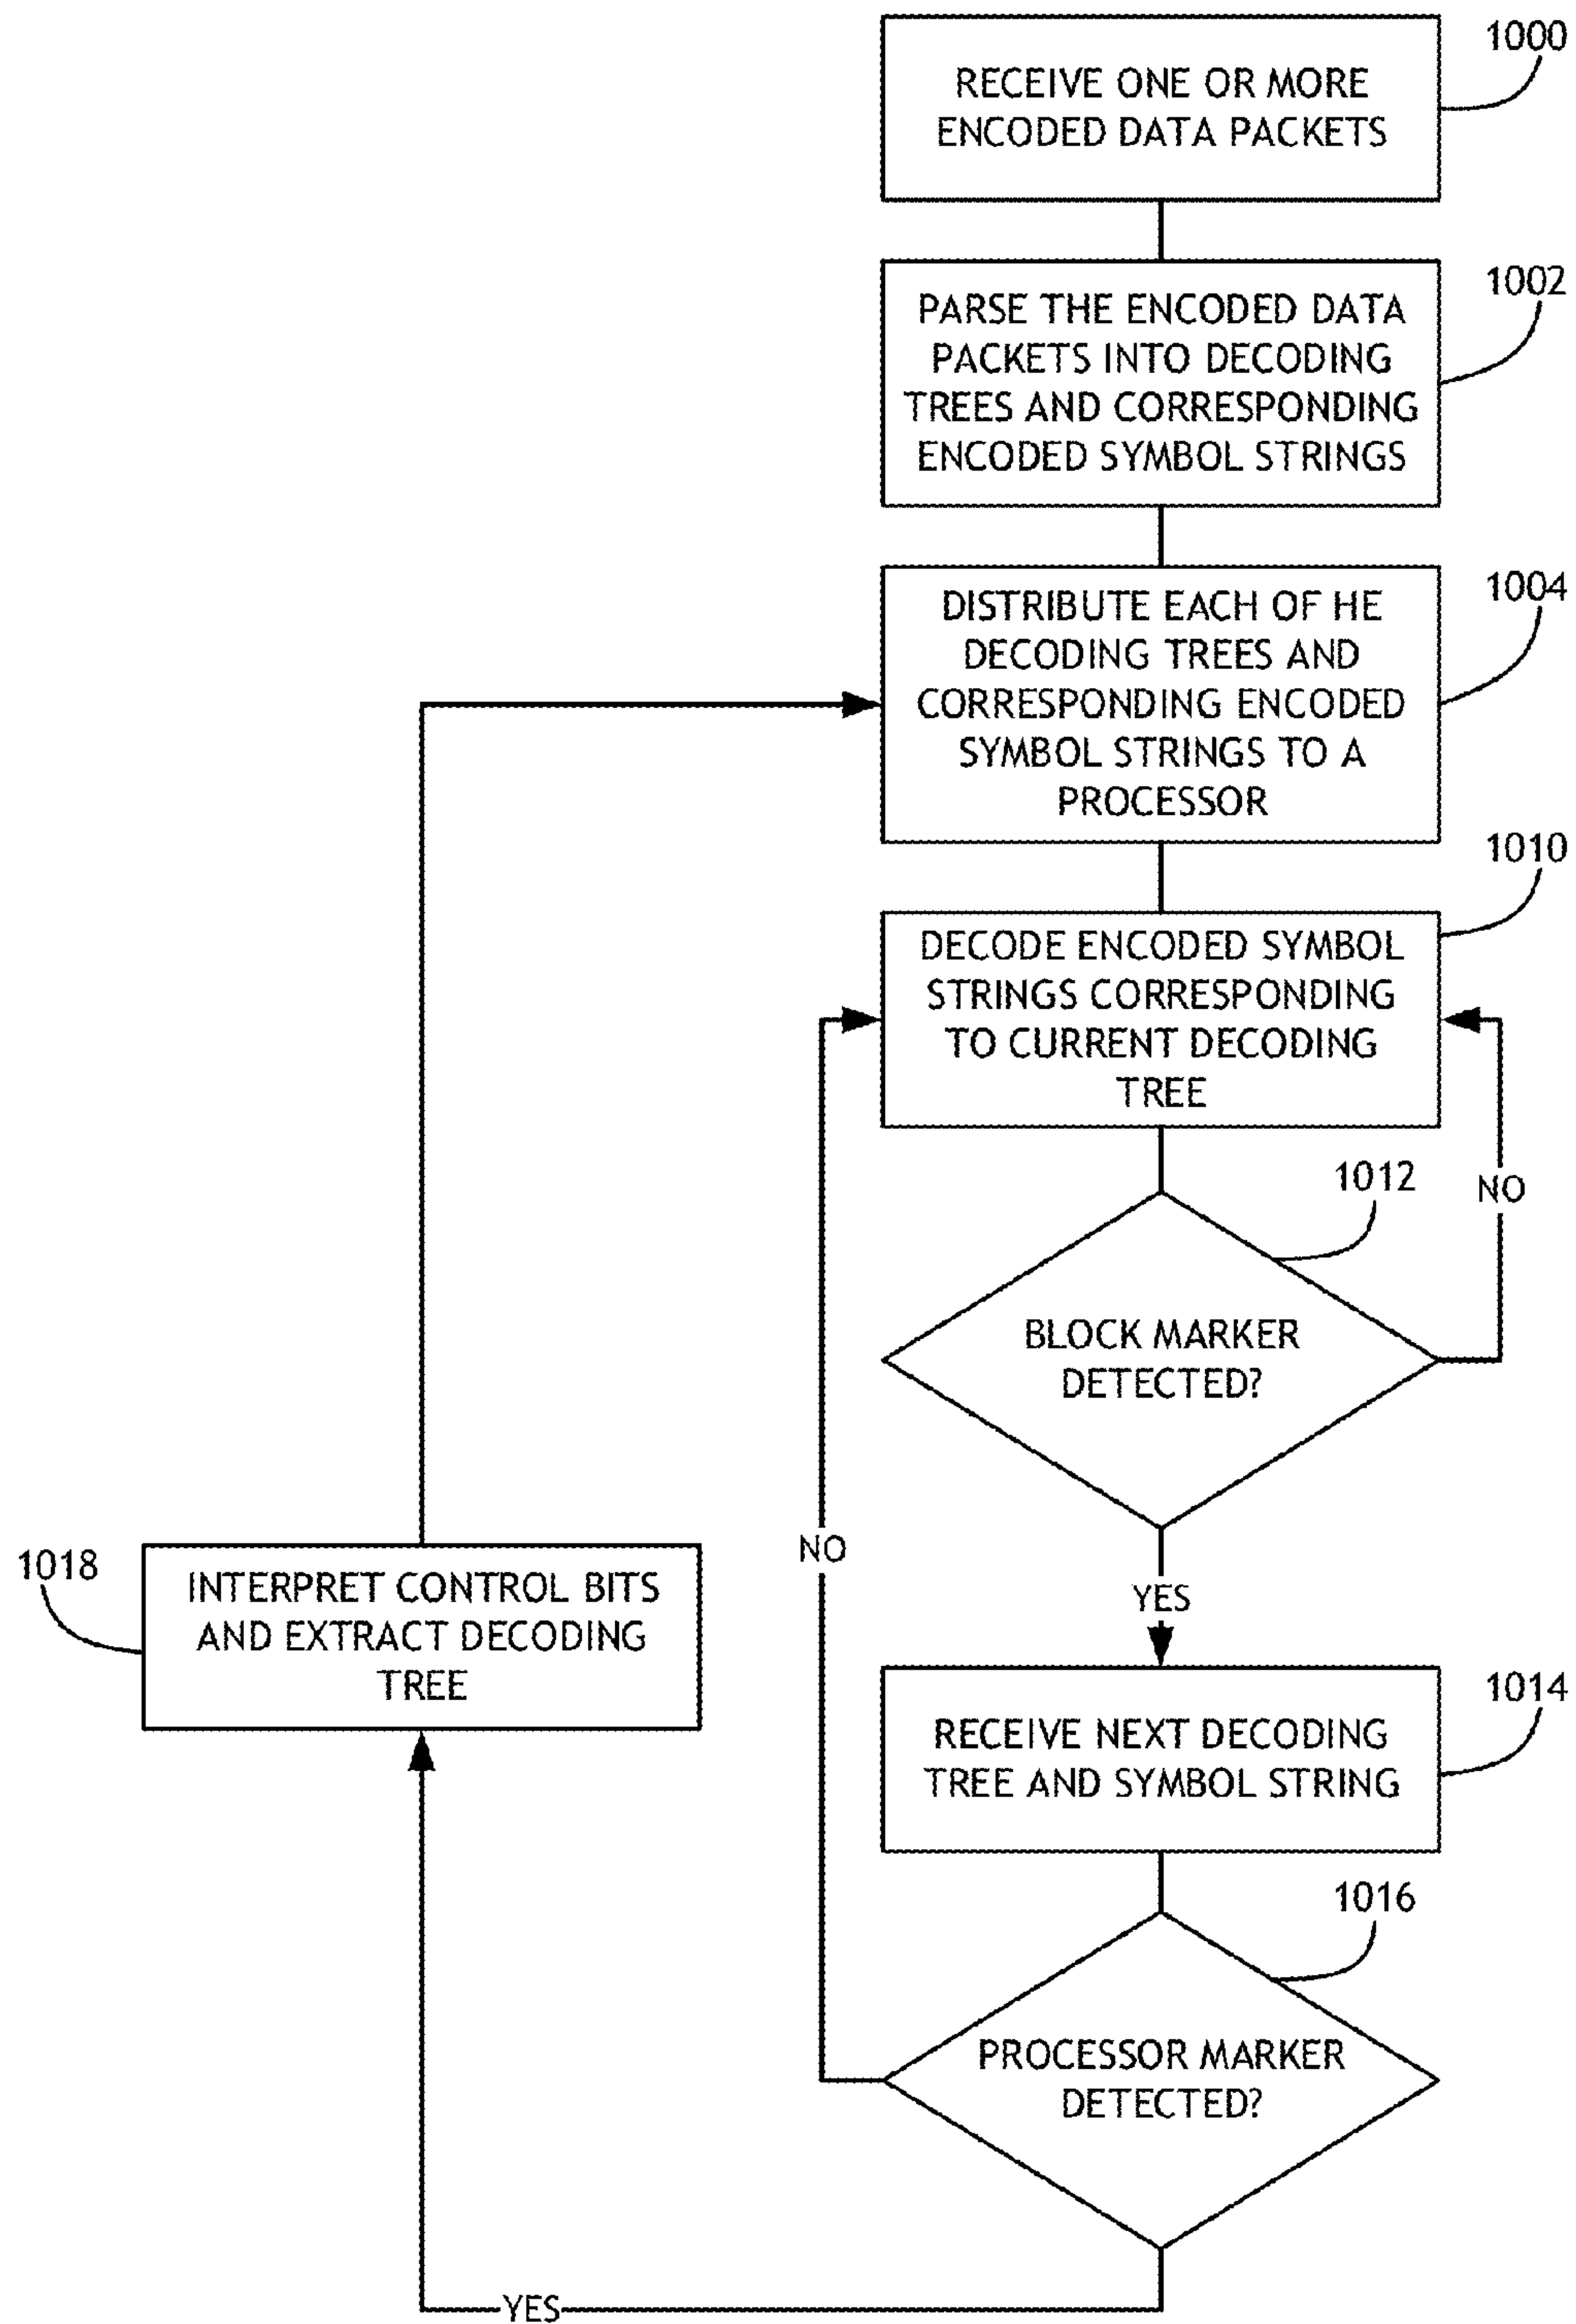 1000
RECEIVE ONE OR MORE
ENCODED DATA PACKETS
1002
PARSE THE ENCODED DATA
PACKETS INTO DECODING
TREES AND CORRESPONDING
ENCODED SYMBOL STRINGS
1004
DISTRIBUTE EACH OF HE
DECODING TREES AND
CORRESPONDING ENCODED
SYMBOL STRINGS TO A
PROCESSOR
1010
DECODE ENCODED SYMBOL
STRINGS CORRESPONDING
TO CURRENT DECODING
TREE
1012
NO
BLOCK MARKER
DETECTED?
NO
YES
1018
INTERPRET CONTROL BITS
AND EXTRACT DECODING
TREE
1014
RECEIVE NEXT DECODING
TREE AND SYMBOL STRING
1016
PROCESSOR MARKER
DETECTED?
YES